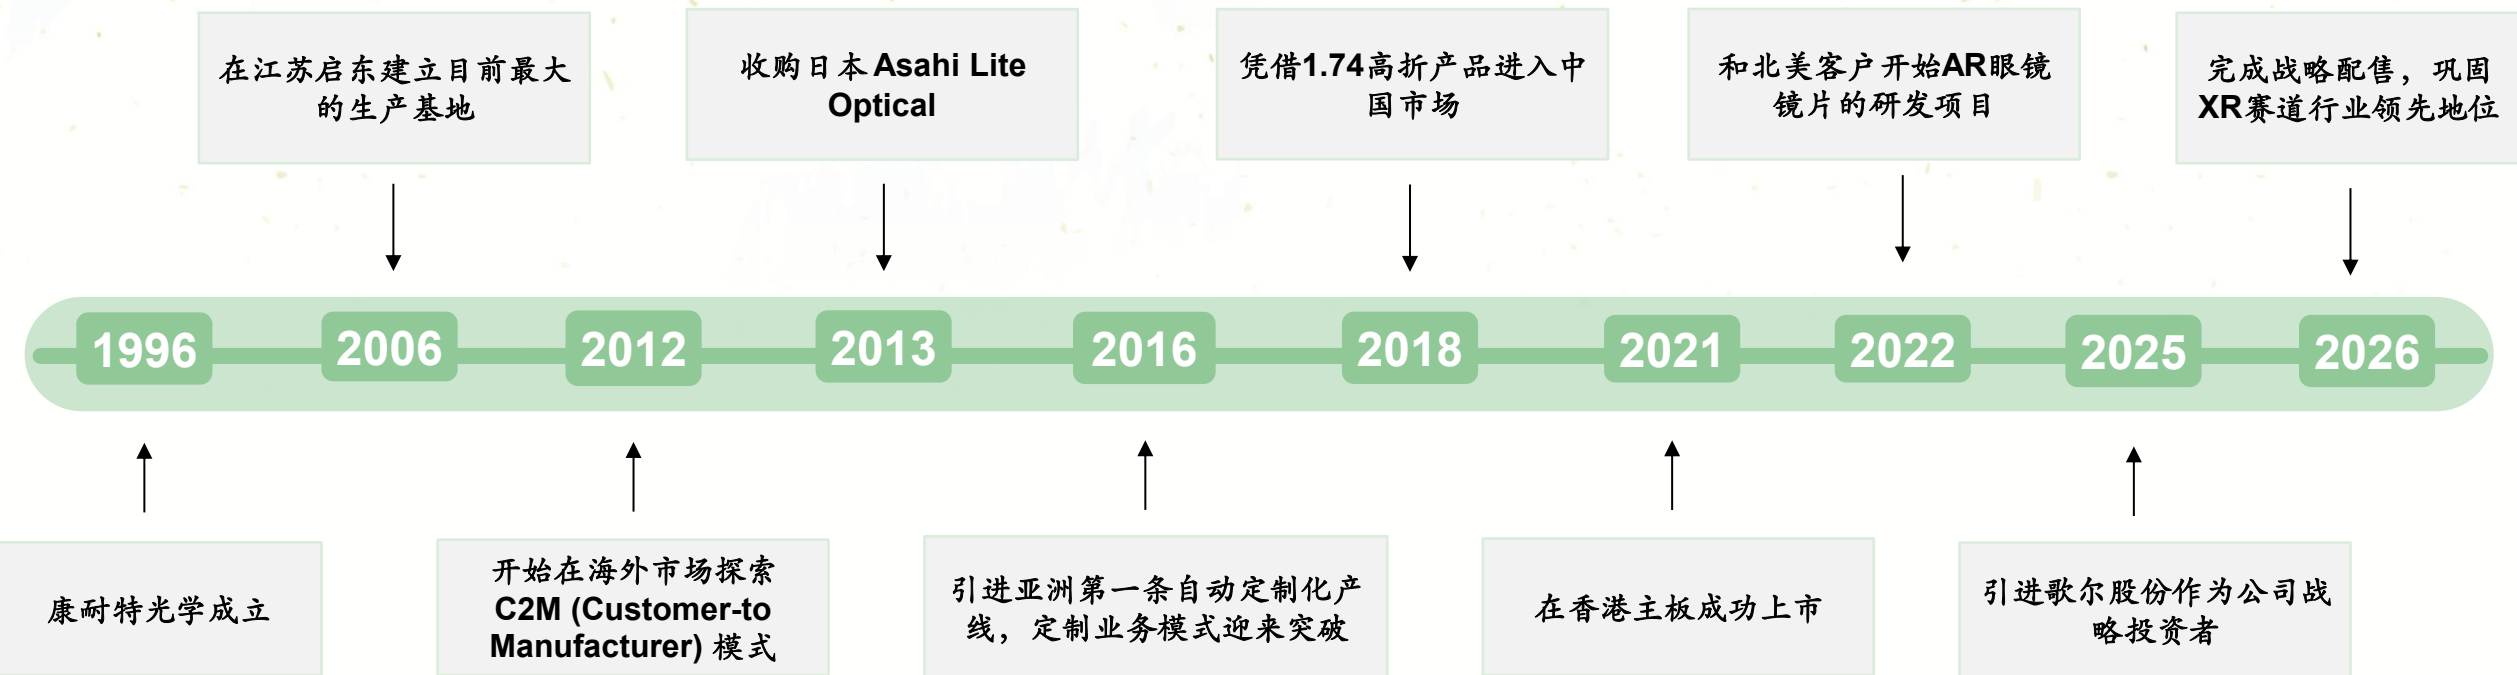 在江苏启东建立目前最大
的生产基地
收购日本Asahi Lite
Optical
凭借1.74高折产品进入中
国市场
和北美客户开始AR眼镜
镜片的研发项目
完成战略配售，巩固
XR赛道行业领先地位
1996
2006
2012
2013
2016
2018
2021
2022
2025
2026
康耐特光学成立
开始在海外市场探索
C2M (Customer-to
Manufacturer) 模式
引进亚洲第一条自动定制化产
线，定制业务模式迎来突破
在香港主板成功上市
引进歌尔股份作为公司战
略投资者